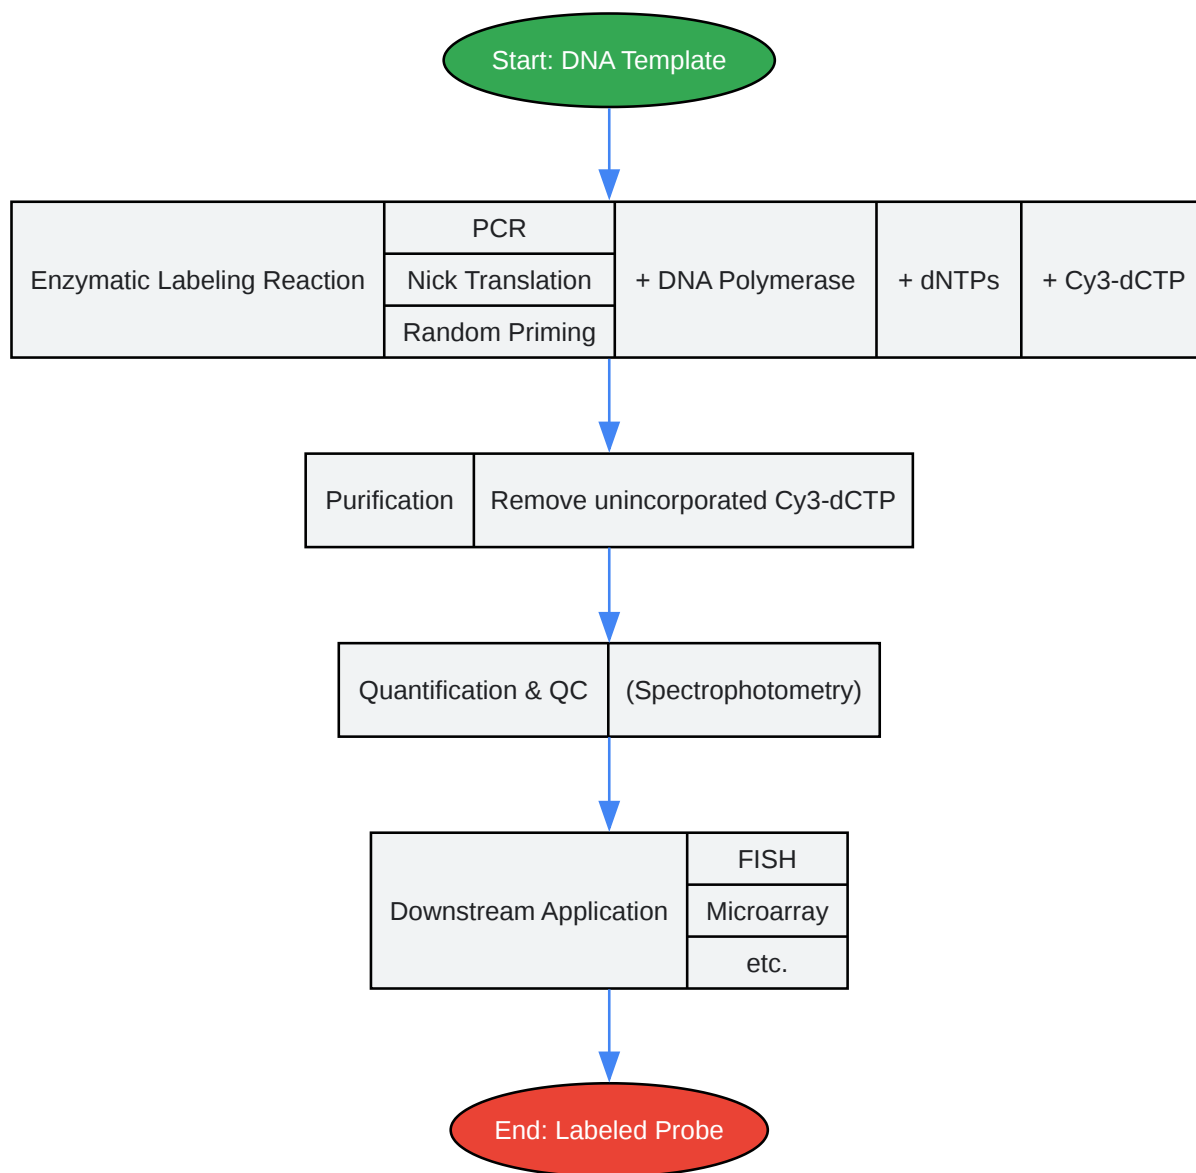 Start: DNA Template
Enzymatic Labeling Reaction
PCR
Nick Translation
Random Priming
+ DNA Polymerase
+ dNTPs
+ Cy3-dCTP
Purification
Remove unincorporated Cy3-dCTP
Quantification & QC
(Spectrophotometry)
Downstream Application
FISH
Microarray
etc.
End: Labeled Probe